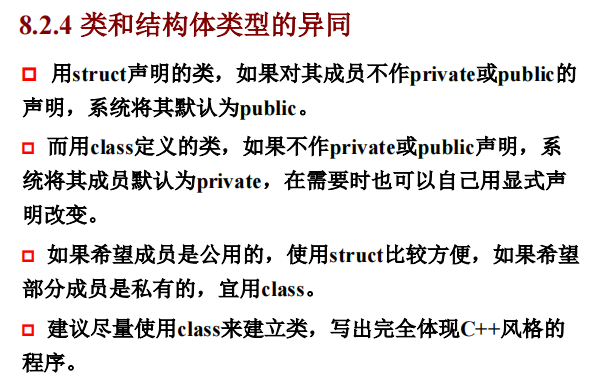 8.2.4 类和结构体类型的异同
用struct声明的类，如果对其成员不作private或public的
声明，系统将其默认为public。
而用class定义的类，如果不作private或public声明，系
统将其成员默认为private，在需要时也可以自己用显式声
明改变。
如果希望成员是公用的，使用struct比较方便，如果希望
部分成员是私有的，宜用class。
建议尽量使用class来建立类，写出完全体现C++风格的
程序。